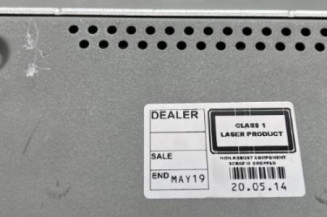 DEALER
CLASS 1
LASER PRODUCT
SALE
END MAY19
20.05.14